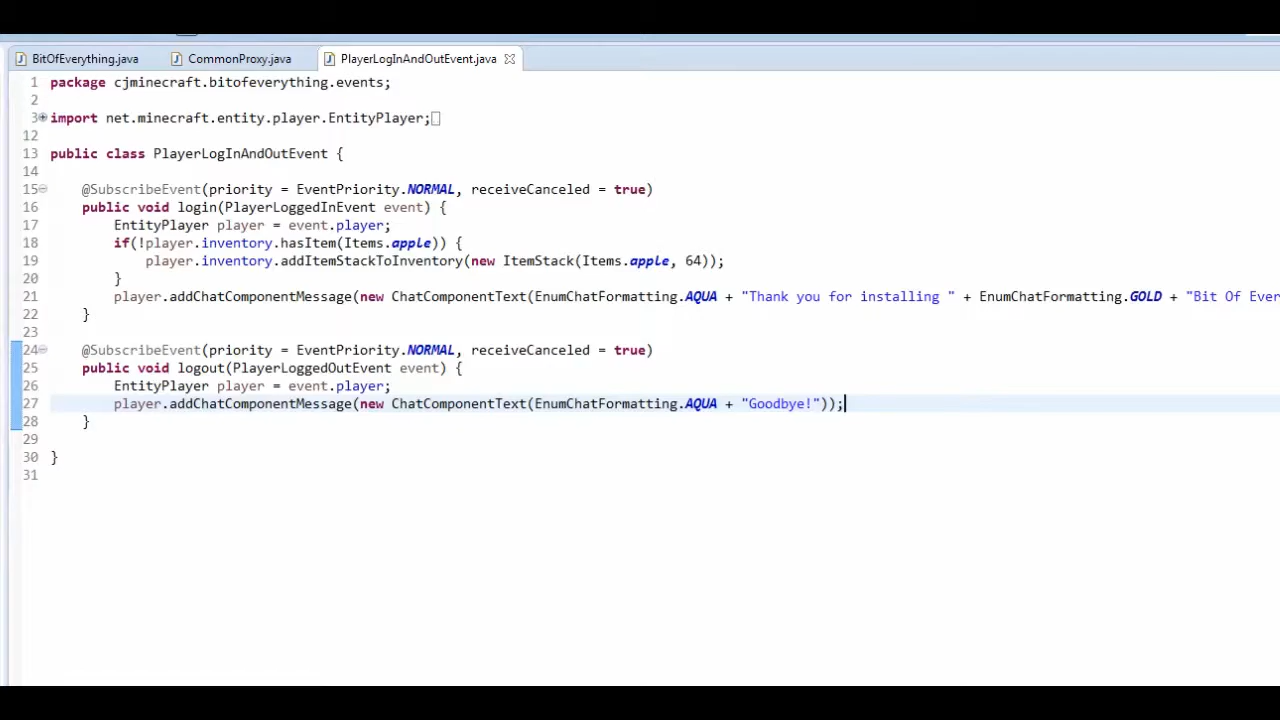 BitOfEverything.java CommonProxy.java PlayerLogInAndOutEvent.java
1 package cjminecraft.bitofeverything.events;
2
3 import net.minecraft.entity.player.EntityPlayer;
12
13 public class PlayerLogInAndOutEvent {
14
15 @SubscribeEvent(priority = EventPriority.NORMAL, receiveCanceled = true)
16 public void login(PlayerLoggedInEvent event) {
17 EntityPlayer player = event.player;
18 if(!player.inventory.hasItem(Items.apple)) {
19 player.inventory.addItemStackToInventory(new ItemStack(Items.apple, 64));
20 }
21 player.addChatComponentMessage(new ChatComponentText(EnumChatFormatting.AQUA + "Thank you for installing " + EnumChatFormatting.GOLD + "Bit Of Ever
22 }
23
24 @SubscribeEvent(priority = EventPriority.NORMAL, receiveCanceled = true)
25 public void logout(PlayerLoggedOutEvent event) {
26 EntityPlayer player = event.player;
27 player.addChatComponentMessage(new ChatComponentText(EnumChatFormatting.AQUA + "Goodbye!"));
28 }
29
30 }
31